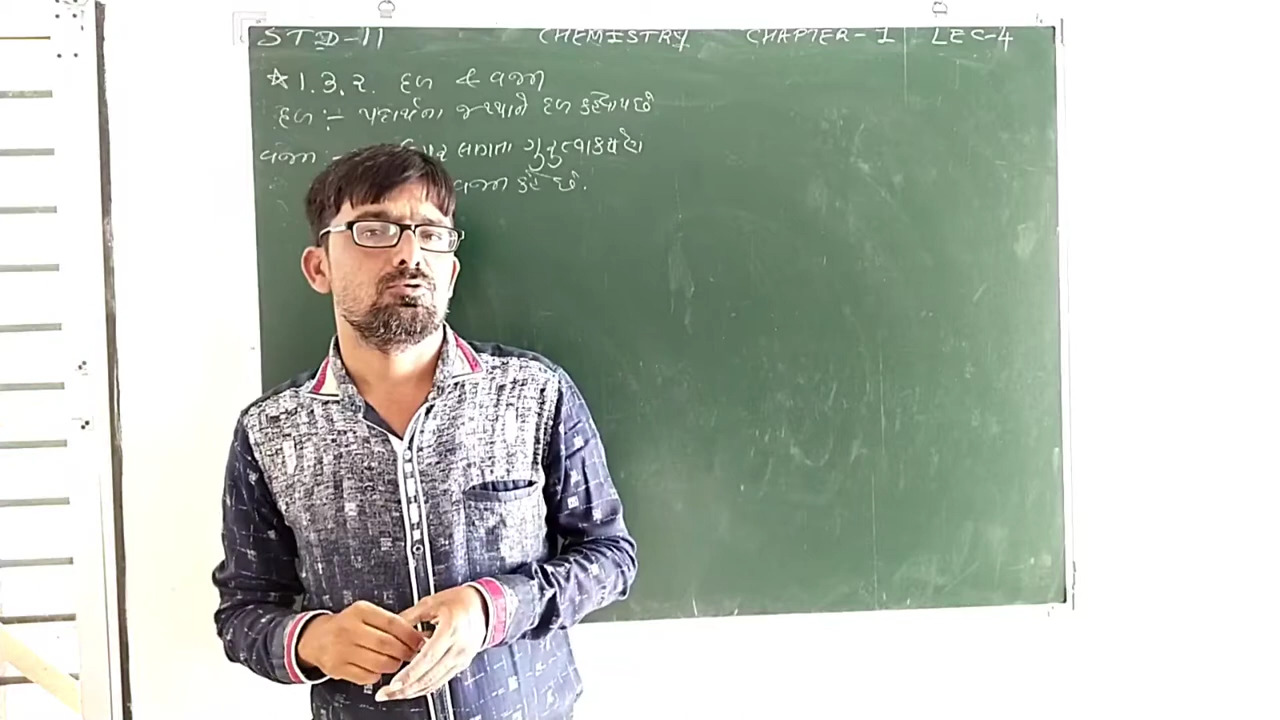 STD-11 CHEMISTRY CHAPTER-1 LEC-4
☆ 1.3.२. દળ & વજન
દળ :- પદાર્થના જથ્થાને દળ કહેવાય છે
વજન :- લાગતા ગુરુત્વાકર્ષણ
વજન કહે છે.